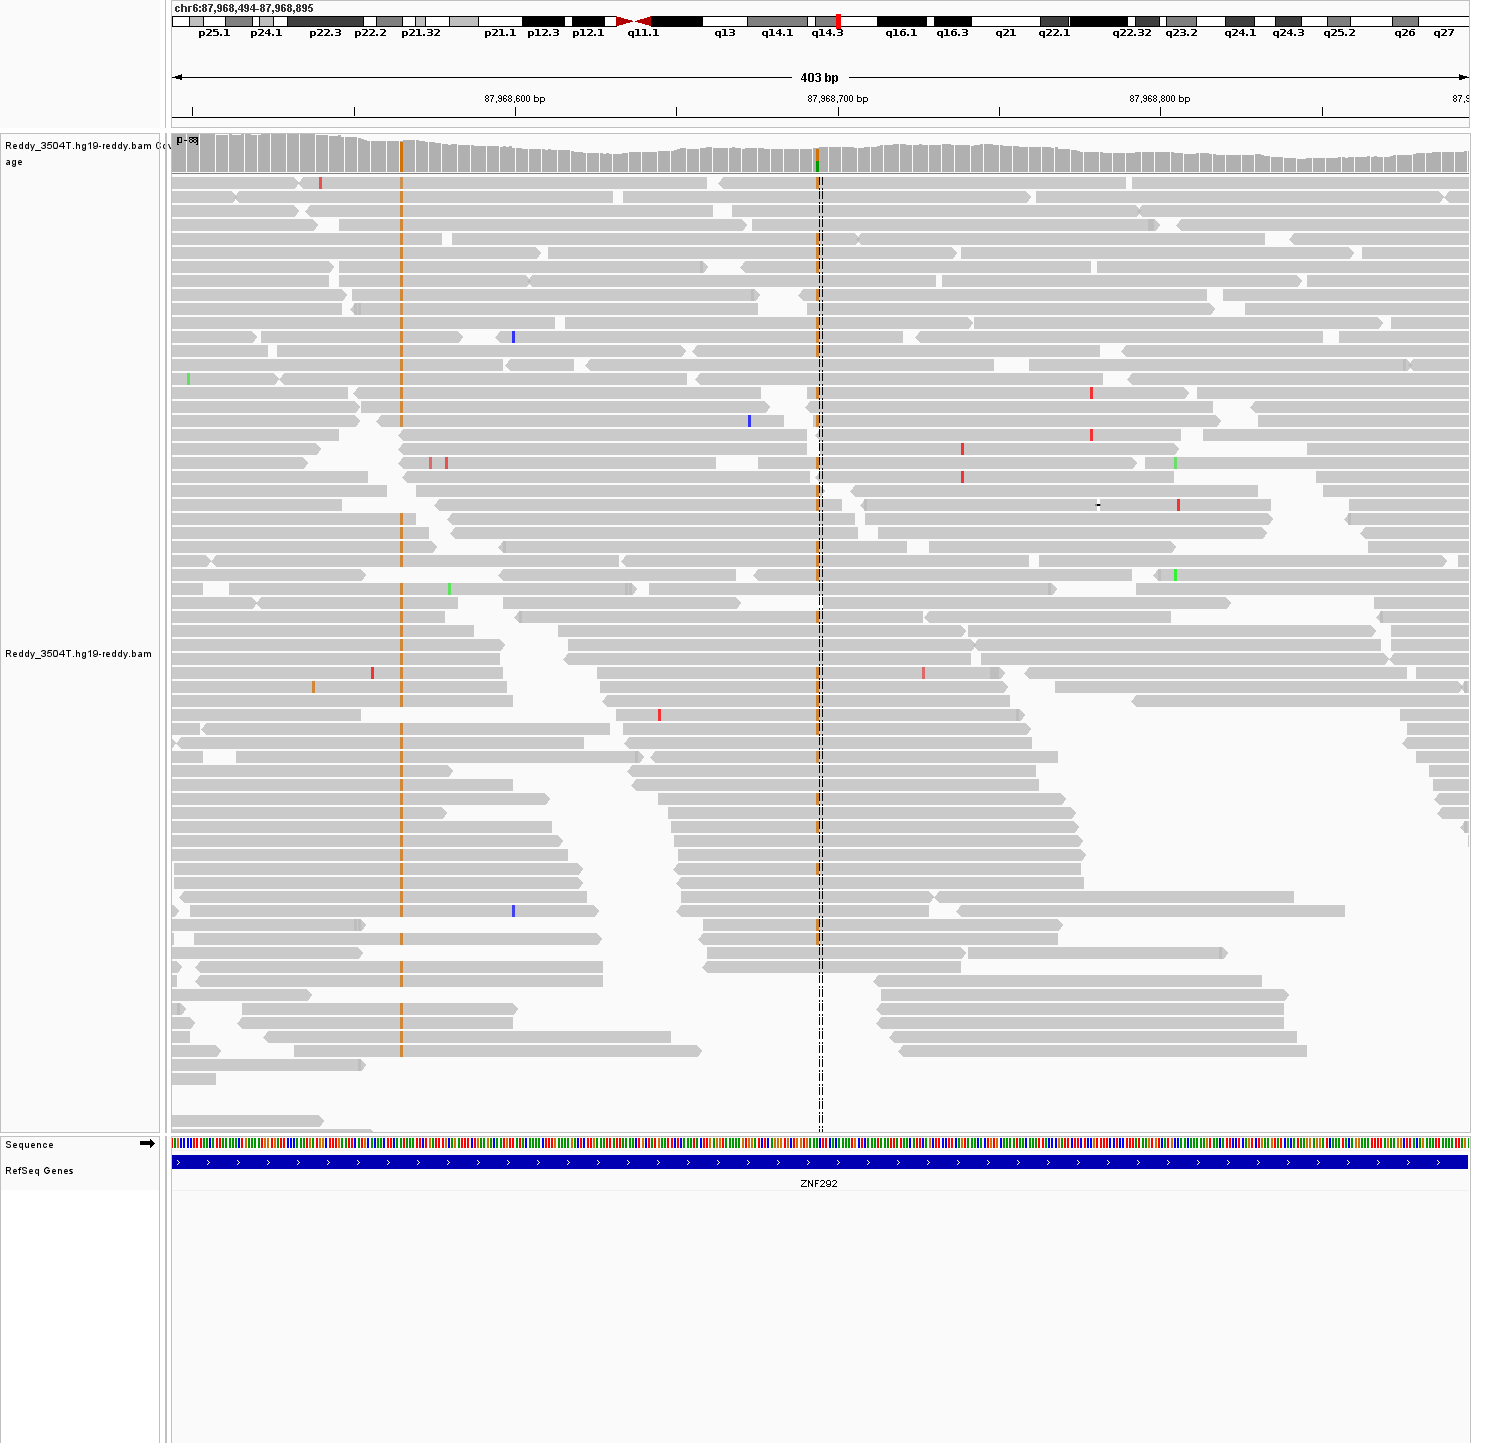 chr6:87,968,494-87,968,895
p25.1 p24.1 p22.3 p22.2 p21.32 p21.1 p12.3 p12.1 q11.1 q13 q14.1 q14.3 q16.1 q16.3 q21 q22.1 q22.32 q23.2 q24.1 q24.3 q25.2 q26 q27
403 bp
87,968,600 bp 87,968,700 bp 87,968,800 bp 87,9
Reddy_3504T.hg19-reddy.bam Cov
age
Reddy_3504T.hg19-reddy.bam
Sequence
RefSeq Genes
ZNF292